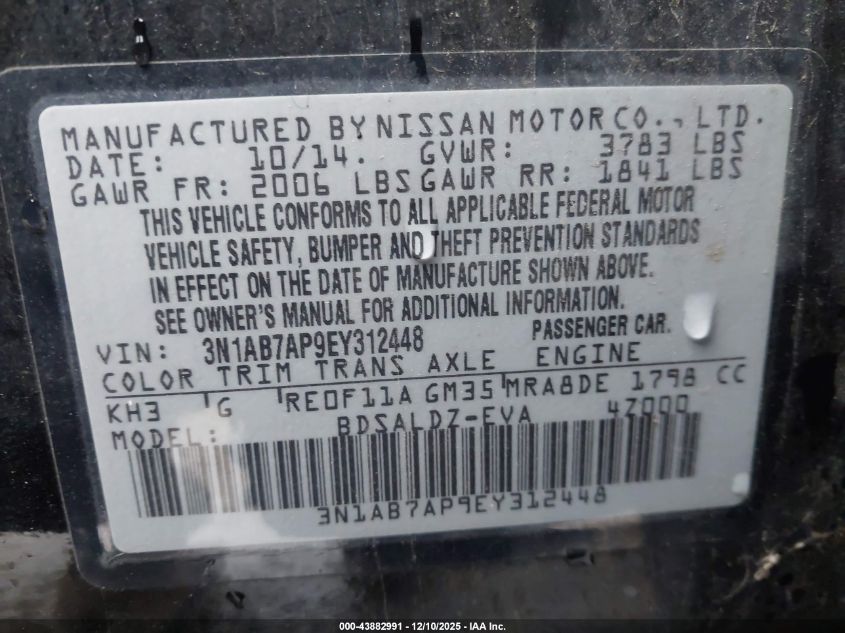 MANUFACTURED BY NISSAN MOTOR CO., LTD.
DATE: 10/14. GVWR: 3783 LBS
GAWR FR: 2006 LBS GAWR RR: 1841 LBS
THIS VEHICLE CONFORMS TO ALL APPLICABLE FEDERAL MOTOR
VEHICLE SAFETY, BUMPER AND THEFT PREVENTION STANDARDS
IN EFFECT ON THE DATE OF MANUFACTURE SHOWN ABOVE.
SEE OWNER'S MANUAL FOR ADDITIONAL INFORMATION.
VIN: 3N1AB7AP9EY312448 PASSENGER CAR.
COLOR TRIM TRANS AXLE ENGINE
KH3 G RE0F11A GM35 MRA8DE 1798 CC
MODEL: BDSALDZ-EVA 4Z000
3N1AB7AP9EY312448
000-43882991 - 12/10/2025 - IAA Inc.